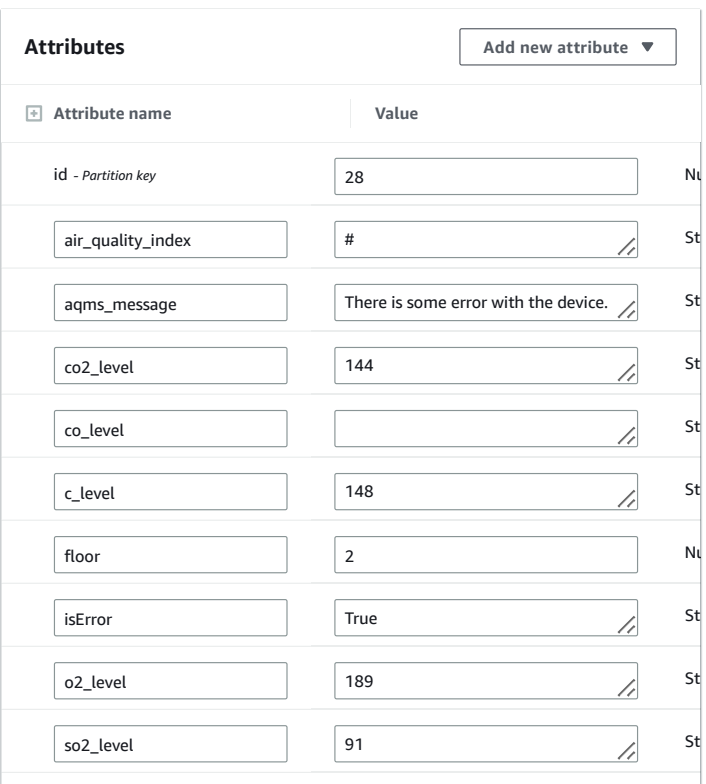 Attributes
Add new attribute ▼
Attribute name Value
id - Partition key 28 Nu
air_quality_index # St
aqms_message There is some error with the device. St
co2_level 144 St
co_level St
c_level 148 St
floor 2 Nu
isError True St
o2_level 189 St
so2_level 91 St